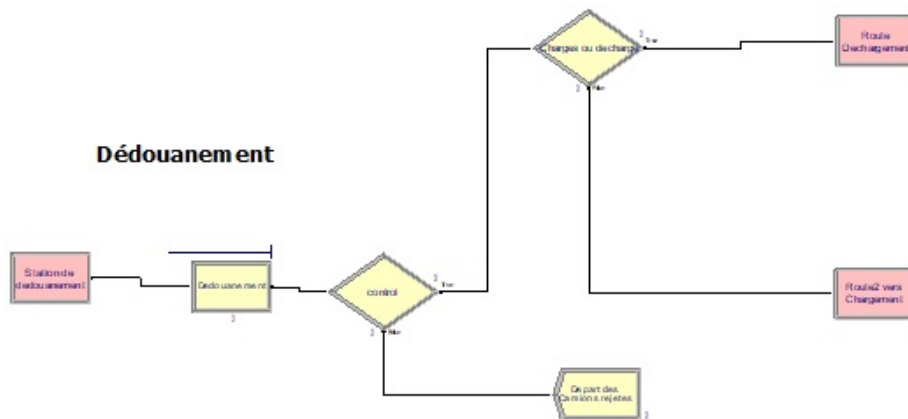 Charges ou decharge
True
False
Route
Dechargement
Dédouanement
Station de
dedouanement
Dedouanement
control
True
False
Route2 vers
Chargement
Depart des
Camions rejetes